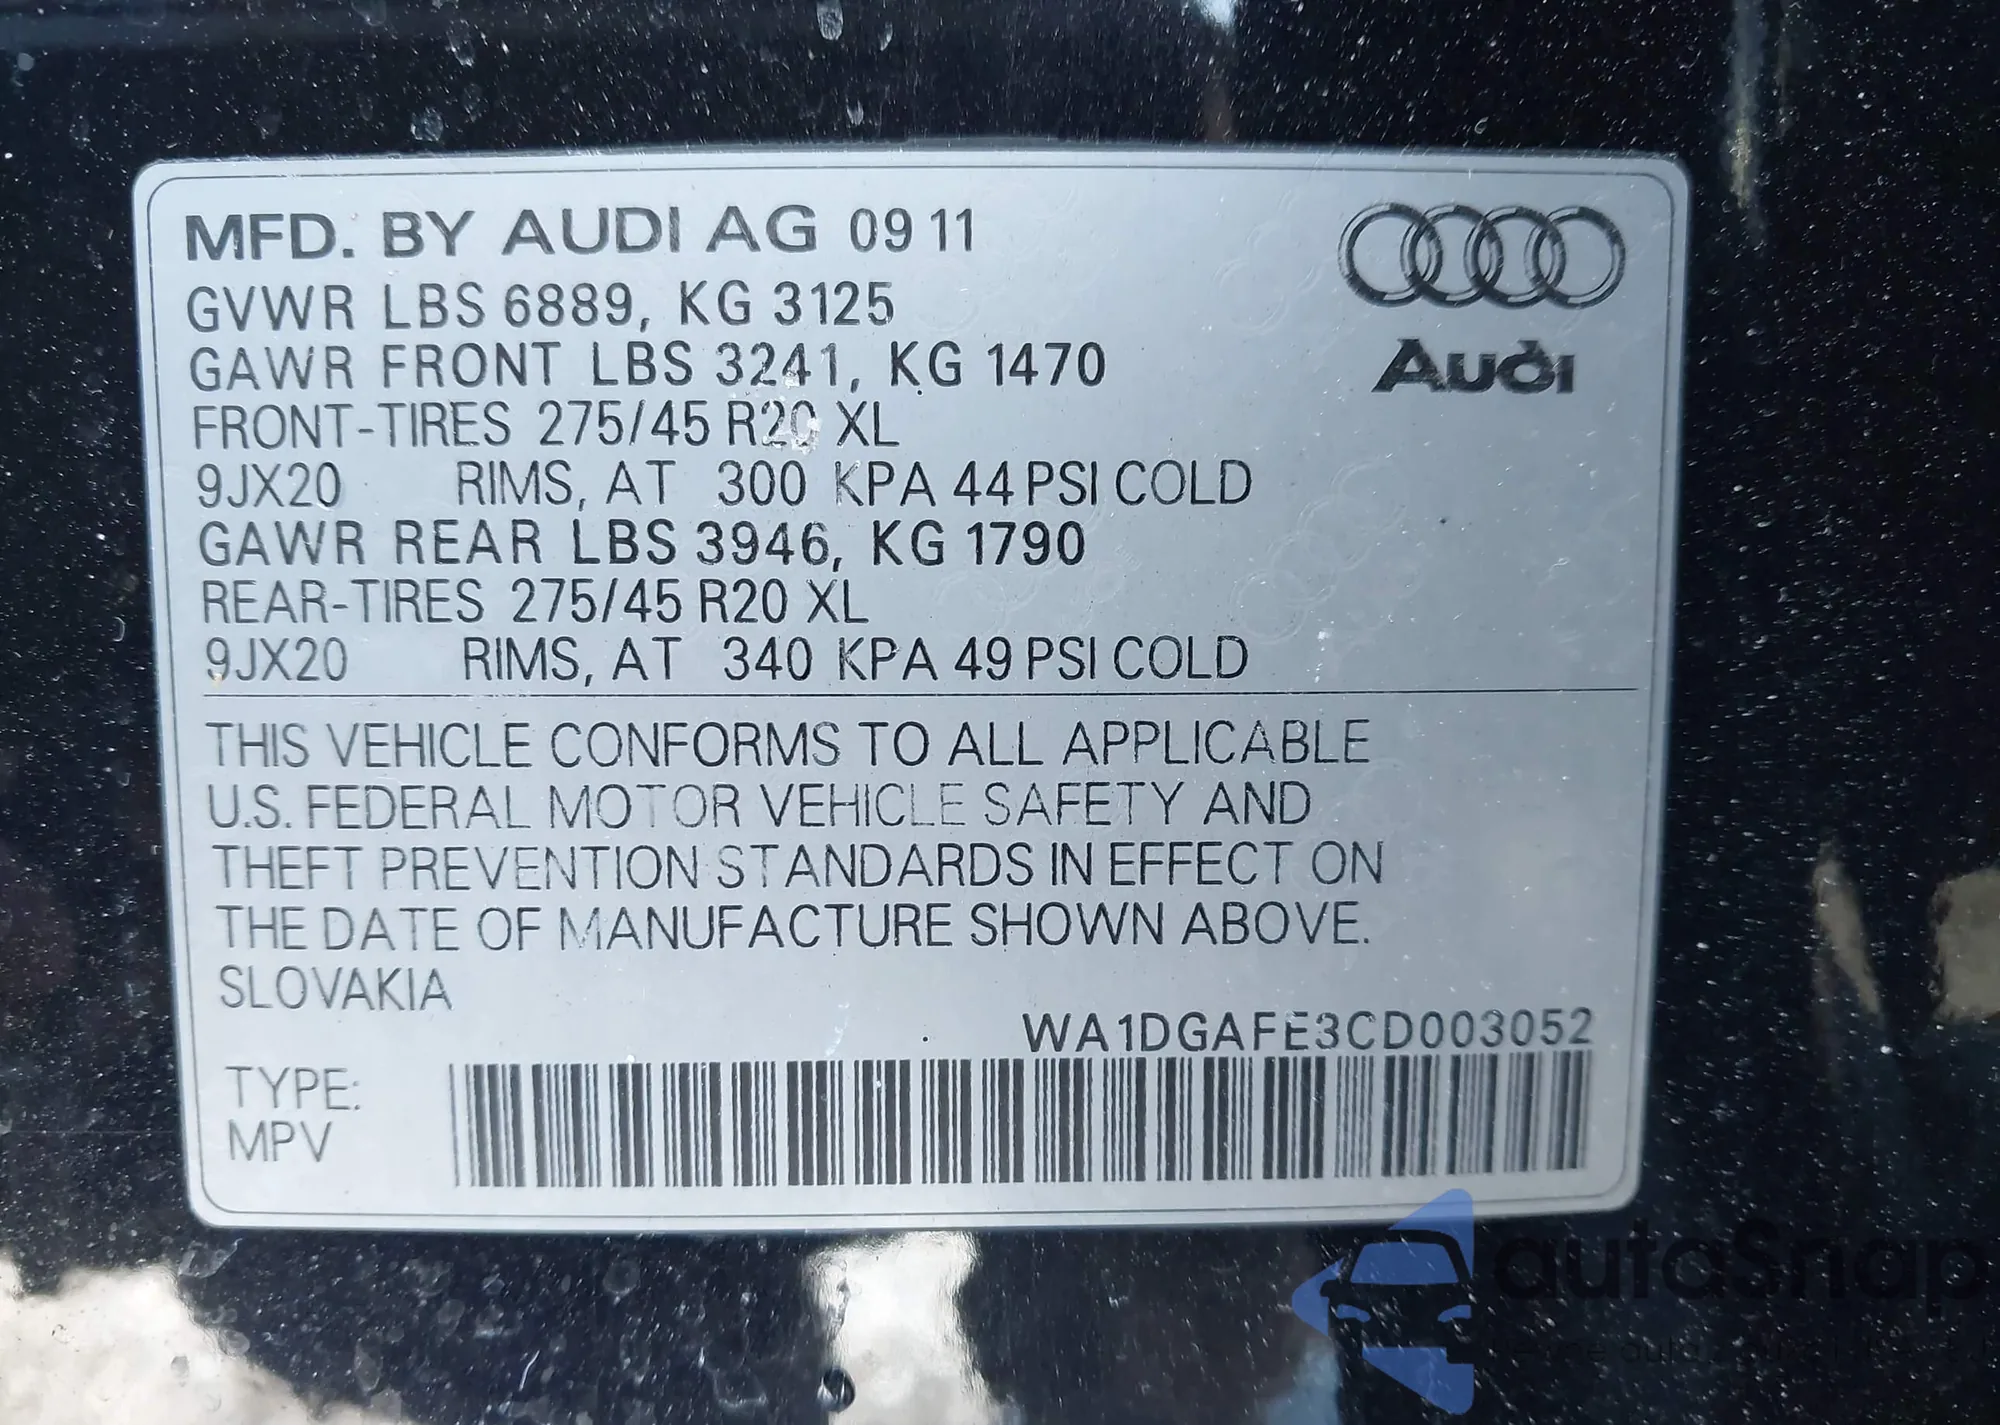 MFD. BY AUDI AG 09 11
GVWR LBS 6889, KG 3125
GAWR FRONT LBS 3241, KG 1470
FRONT-TIRES 275/45 R20 XL
9JX20 RIMS, AT 300 KPA 44 PSI COLD
GAWR REAR LBS 3946, KG 1790
REAR-TIRES 275/45 R20 XL
9JX20 RIMS, AT 340 KPA 49 PSI COLD
Audi
THIS VEHICLE CONFORMS TO ALL APPLICABLE
U.S. FEDERAL MOTOR VEHICLE SAFETY AND
THEFT PREVENTION STANDARDS IN EFFECT ON
THE DATE OF MANUFACTURE SHOWN ABOVE.
SLOVAKIA
WA1DGAFE3CD003052
TYPE:
MPV
autoSnap